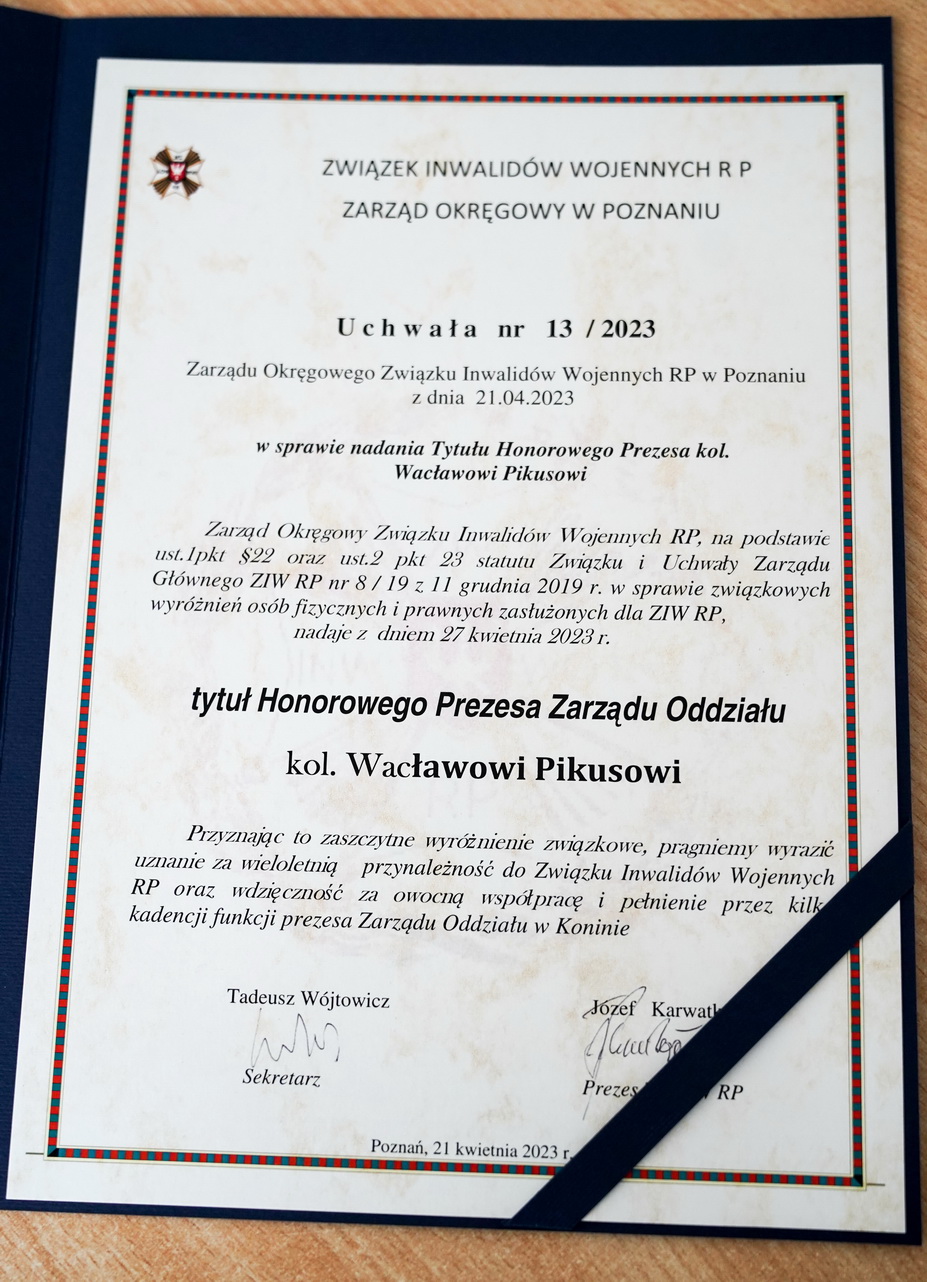 ZWIĄZEK INWALIDÓW WOJENNYCH R P
ZARZĄD OKRĘGOWY W POZNANIU
Uchwała nr 13 / 2023
Zarządu Okręgowego Związku Inwalidów Wojennych RP w Poznaniu
z dnia 21.04.2023
w sprawie nadania Tytułu Honorowego Prezesa kol.
Wacławowi Pikusowi
Zarząd Okręgowy Związku Inwalidów Wojennych RP, na podstawie
ust.1pkt §22 oraz ust.2 pkt 23 statutu Związku i Uchwały Zarządu
Głównego ZIW RP nr 8 / 19 z 11 grudnia 2019 r. w sprawie związkowych
wyróżnień osób fizycznych i prawnych zasłużonych dla ZIW RP,
nadaje z dniem 27 kwietnia 2023 r.
tytuł Honorowego Prezesa Zarządu Oddziału
kol. Wacławowi Pikusowi
Przyznając to zaszczytne wyróżnienie związkowe, pragniemy wyrazić
uznanie za wieloletnią przynależność do Związku Inwalidów Wojennych
RP oraz wdzięczność za owocną współpracę i pełnienie przez
kadencji funkcji prezesa Zarządu Oddziału w Koninie
Tadeusz Wójtowicz
Józef
Sekretarz
Prezes RP
Poznań, 21 kwietnia 2023 r.